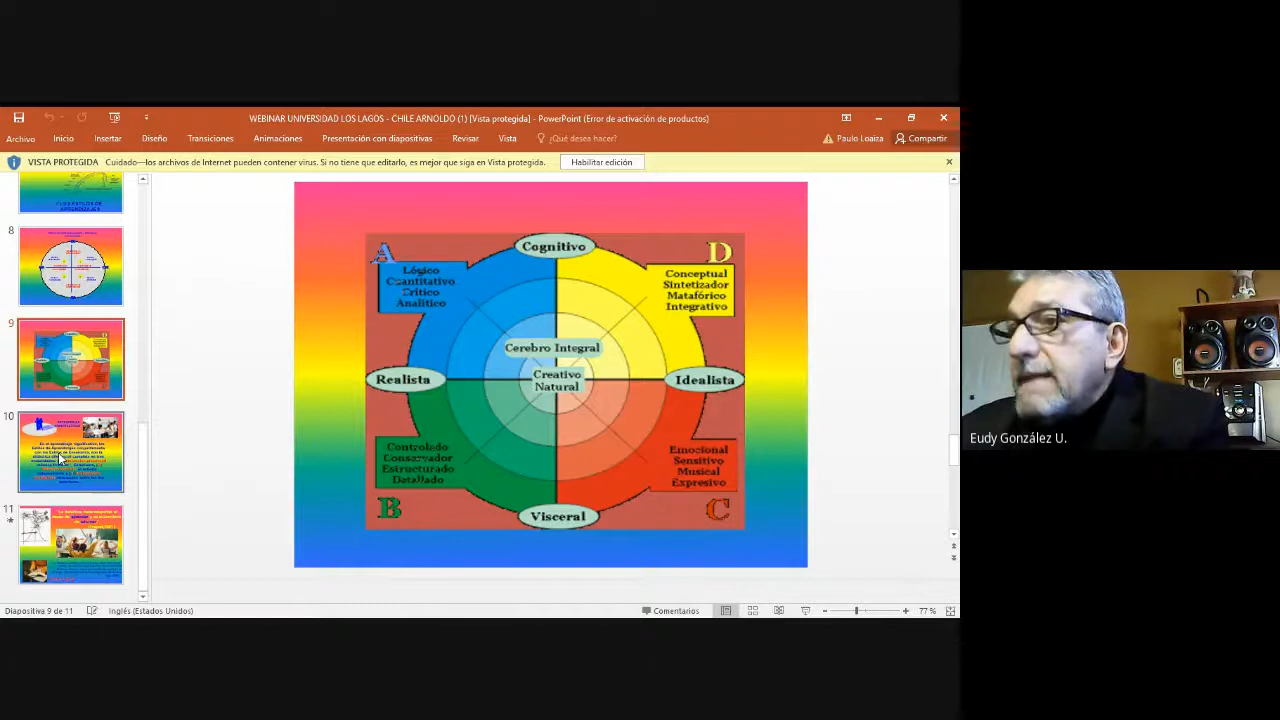 WEBINAR UNIVERSIDAD LOS LAGOS - CHILE ARNOLDO (1) [Vista protegida] - PowerPoint (Error de activación de productos)
Archivo Inicio Insertar Diseño Transiciones Animaciones Presentación con diapositivas Revisar Vista ¿Qué desea hacer? Paulo Loaiza Compartir
VISTA PROTEGIDA Cuidado—los archivos de Internet pueden contener virus. Si no tiene que editarlo, es mejor que siga en Vista protegida. Habilitar edición
8
9
10
11
A
Cognitivo
D
Lógico
Cuantitativo
Crítico
Analítico
Conceptual
Sintetizador
Matafórico
Integrativo
Cerebro Integral
Realista
Creativo
Natural
Idealista
Controledo
Conservador
Estructurado
Detallado
Emocional
Sensitivo
Musical
Expresivo
B
Visceral
C
Eudy González U.
Diapositiva 9 de 11 Inglés (Estados Unidos) Comentarios 77 %